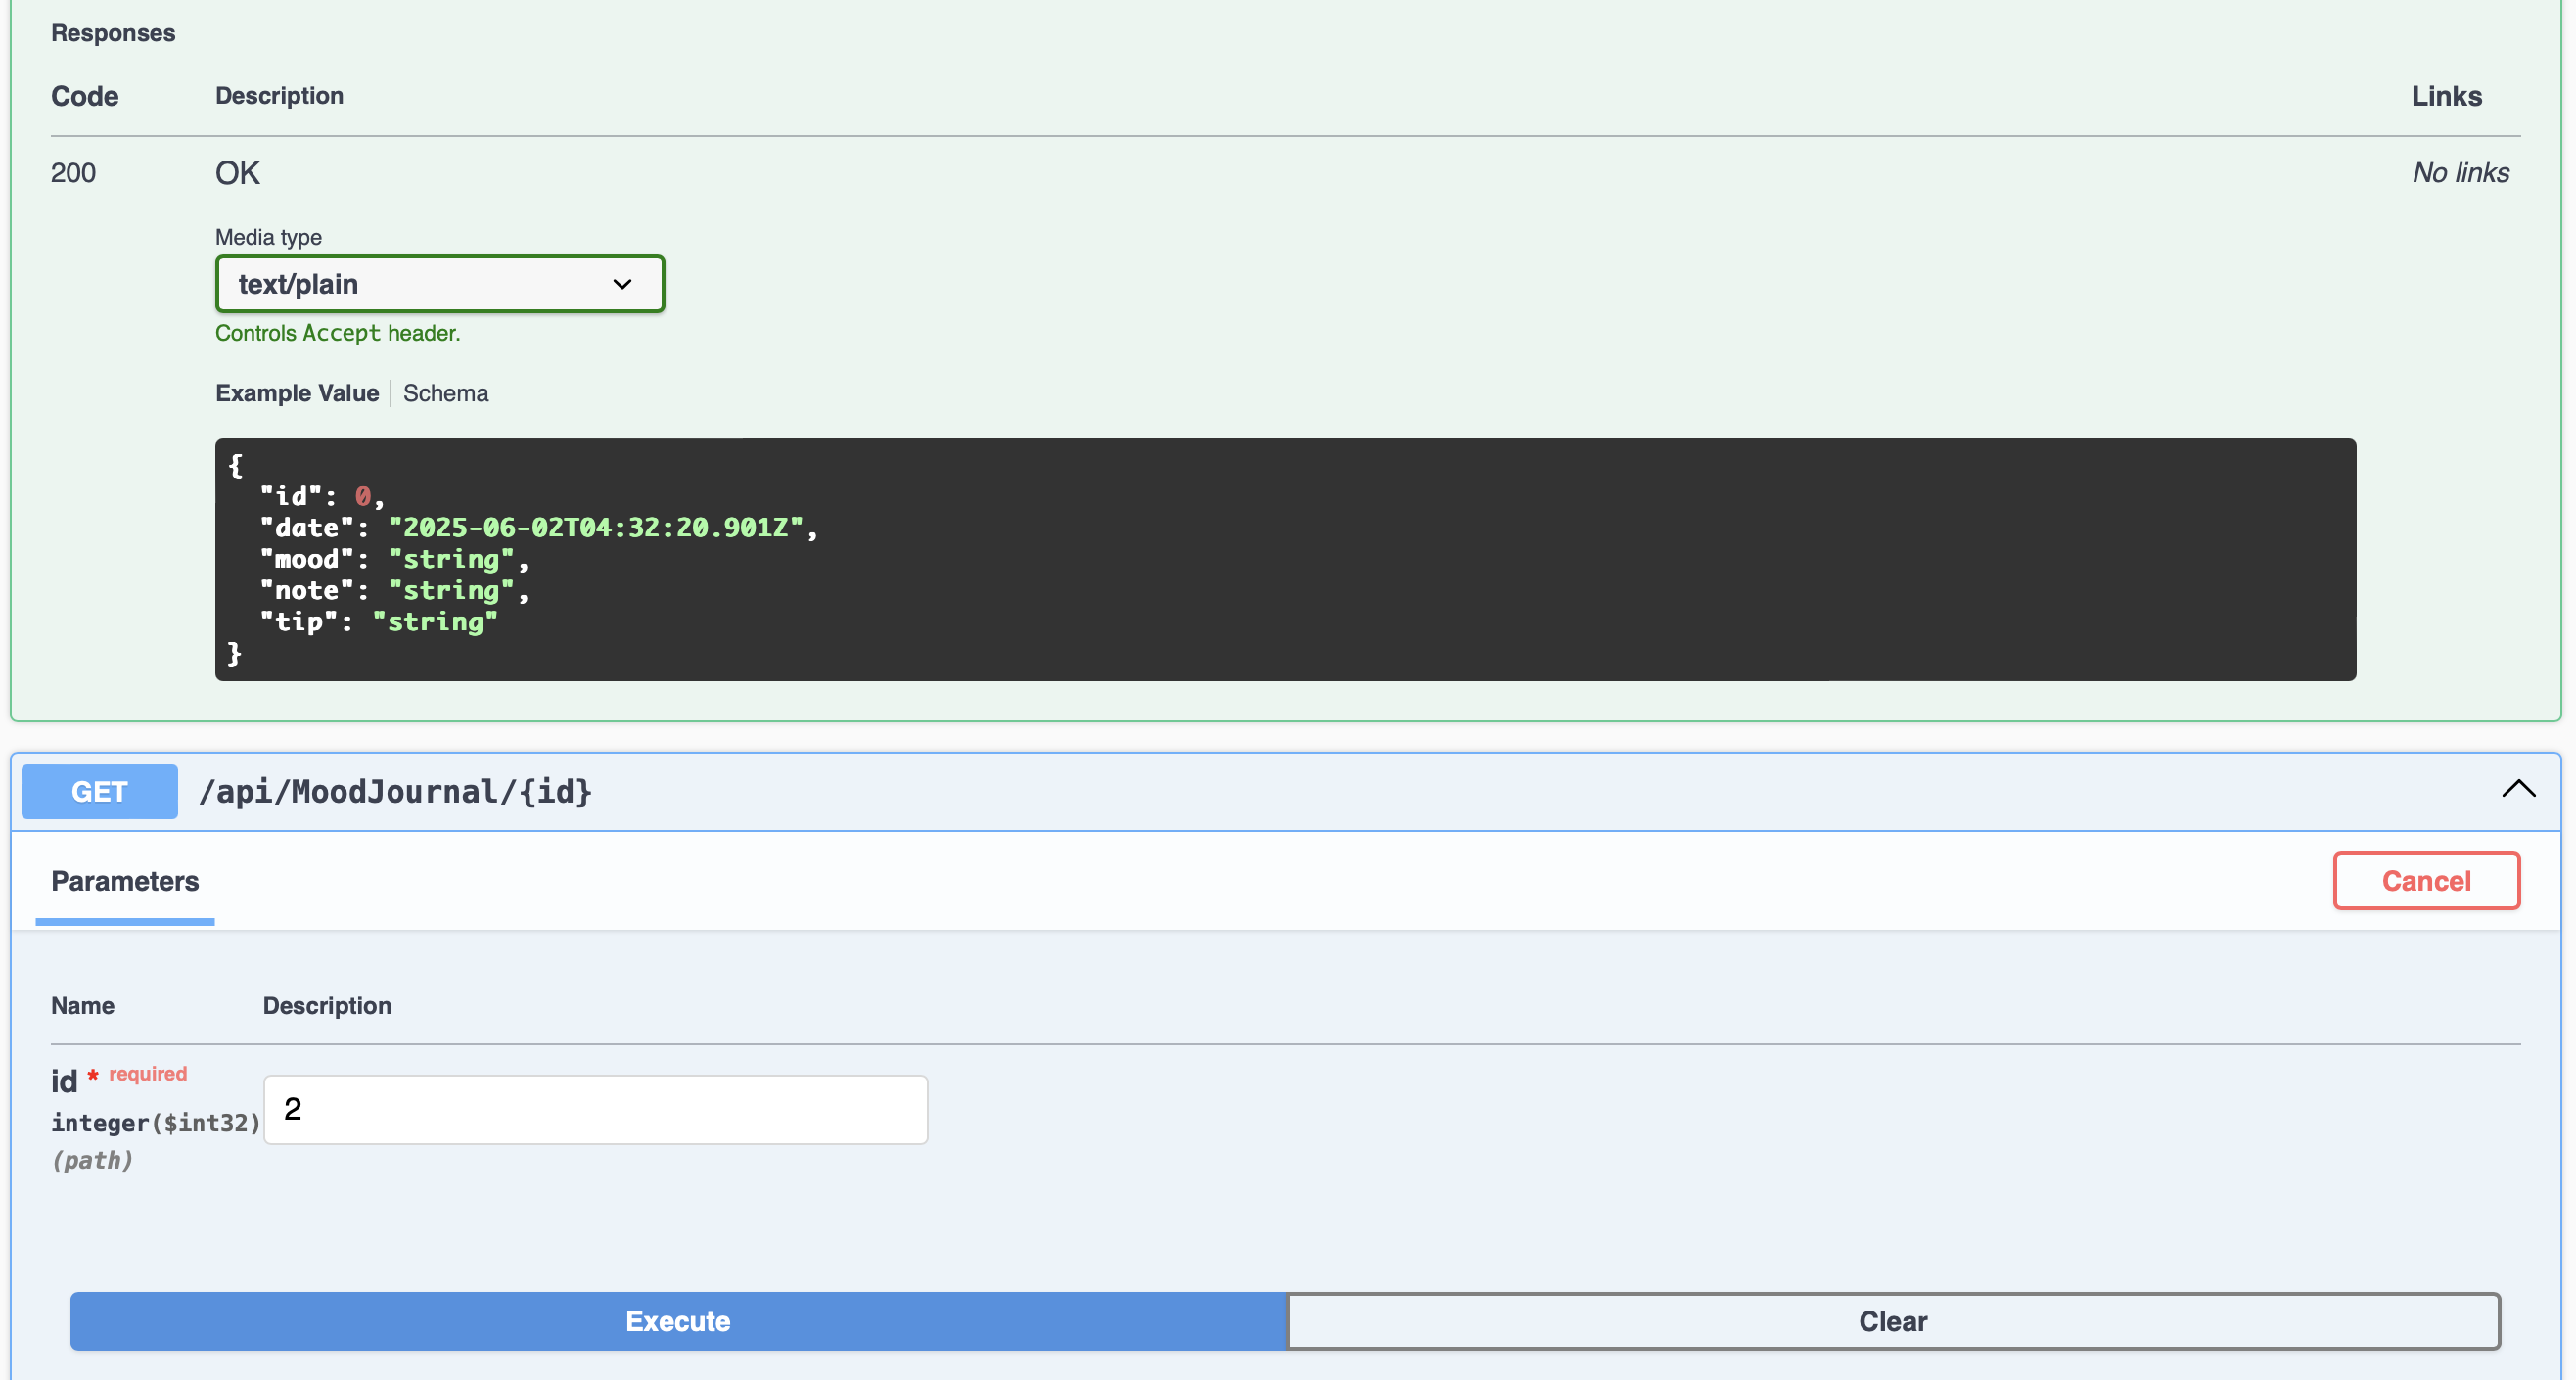 Responses
Code Description Links
200 OK No links
Media type
text/plain
Controls Accept header.
Example Value Schema
{
  "id": 0,
  "date": "2025-06-02T04:32:20.901Z",
  "mood": "string",
  "note": "string",
  "tip": "string"
}
GET /api/MoodJournal/{id}
Parameters Cancel
Name Description
id * required
integer($int32) 2
(path)
Execute Clear